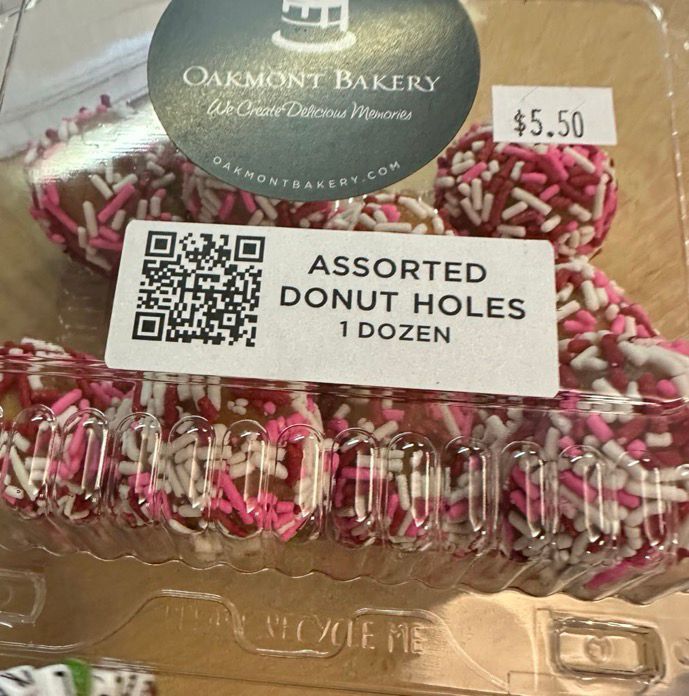 OAKMONT BAKERY
We Create Delicious Memories
OAKMONTBAKERY.COM
$5.50
ASSORTED
DONUT HOLES
1 DOZEN
RECYCLE ME